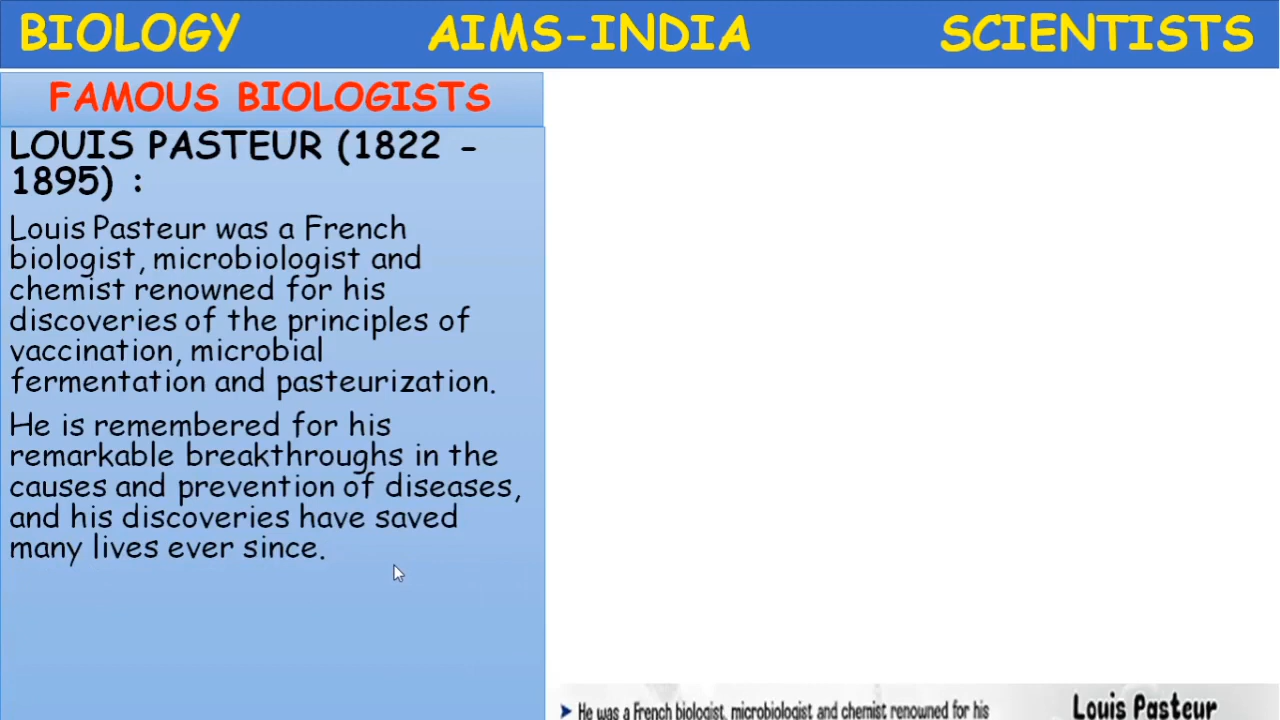 BIOLOGY AIMS-INDIA SCIENTISTS
FAMOUS BIOLOGISTS
LOUIS PASTEUR (1822 -
1895) :
Louis Pasteur was a French
biologist, microbiologist and
chemist renowned for his
discoveries of the principles of
vaccination, microbial
fermentation and pasteurization.
He is remembered for his
remarkable breakthroughs in the
causes and prevention of diseases,
and his discoveries have saved
many lives ever since.
➤ He was a French biologist, microbiologist and chemist renowned for his
Louis Pasteur